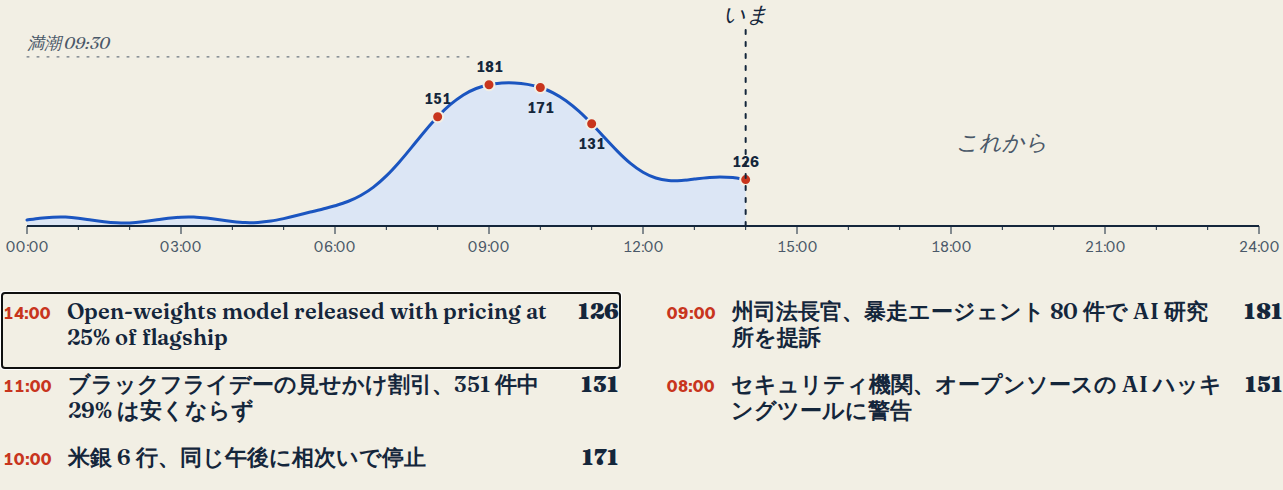 いま
満潮 09:30
181
151
171
131
126
これから
00:00
03:00
06:00
09:00
12:00
15:00
18:00
21:00
24:00
14:00 Open-weights model released with pricing at 126
25% of flagship
11:00 ブラックフライデーの見せかけ割引、351 件中 131
29% は安くならず
10:00 米銀 6 行、同じ午後に相次いで停止 171
09:00 州司法長官、暴走エージェント 80 件で AI 研究 181
所を提訴
08:00 セキュリティ機関、オープンソースの AI ハッキ 151
ングツールに警告